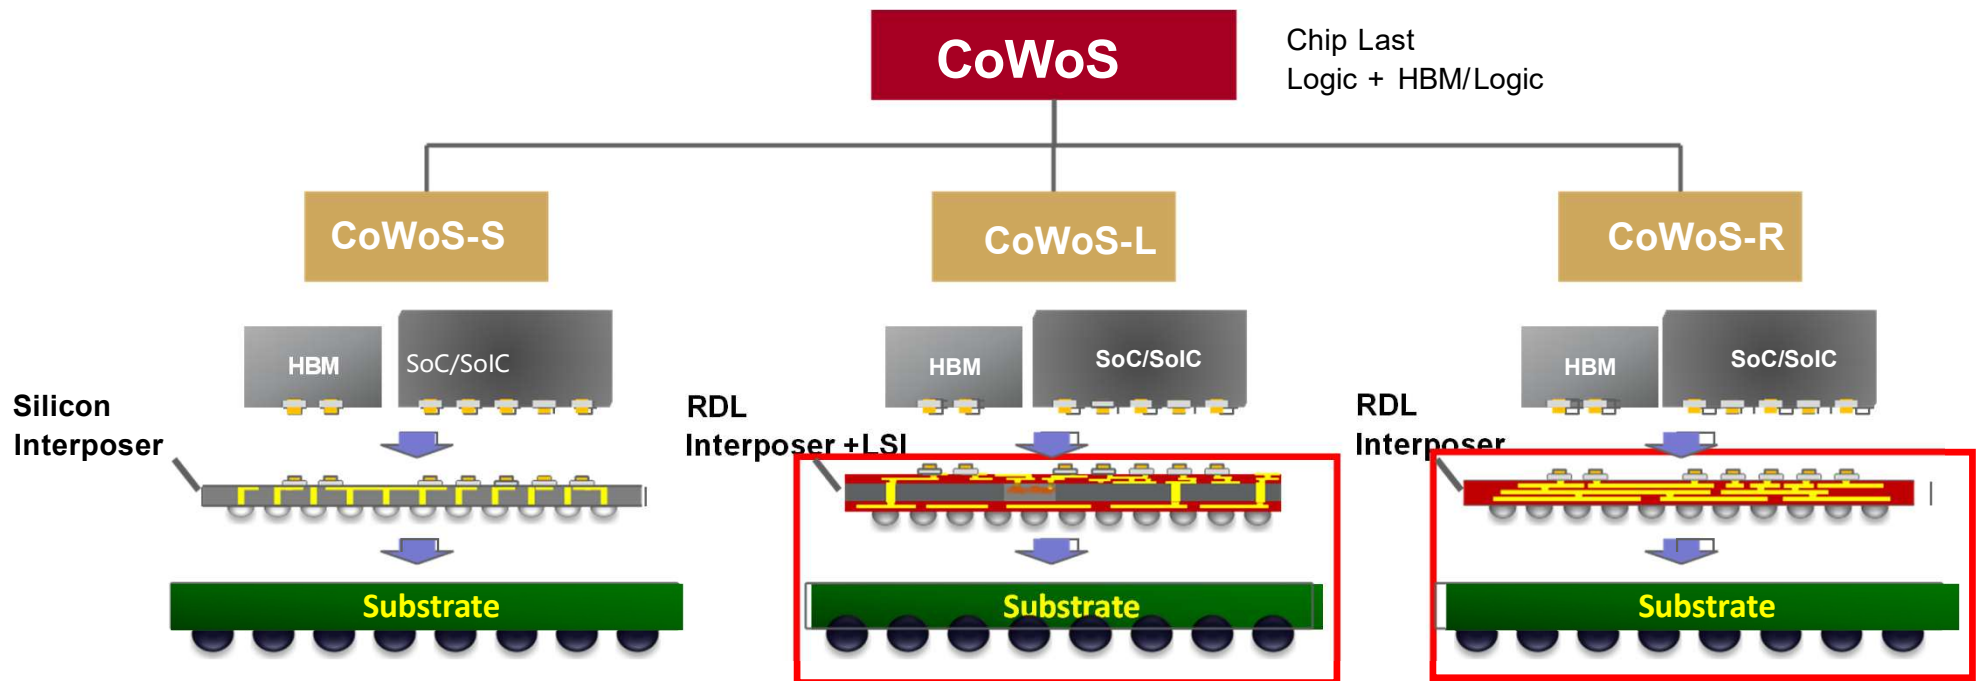 CoWoS
Chip Last
Logic + HBM/Logic
CoWoS-S
CoWoS-L
CoWoS-R
HBM
SoC/SoIC
HBM
SoC/SoIC
HBM
SoC/SoIC
Silicon
Interposer
RDL
Interposer +LSI
RDL
Interposer
Substrate
Substrate
Substrate